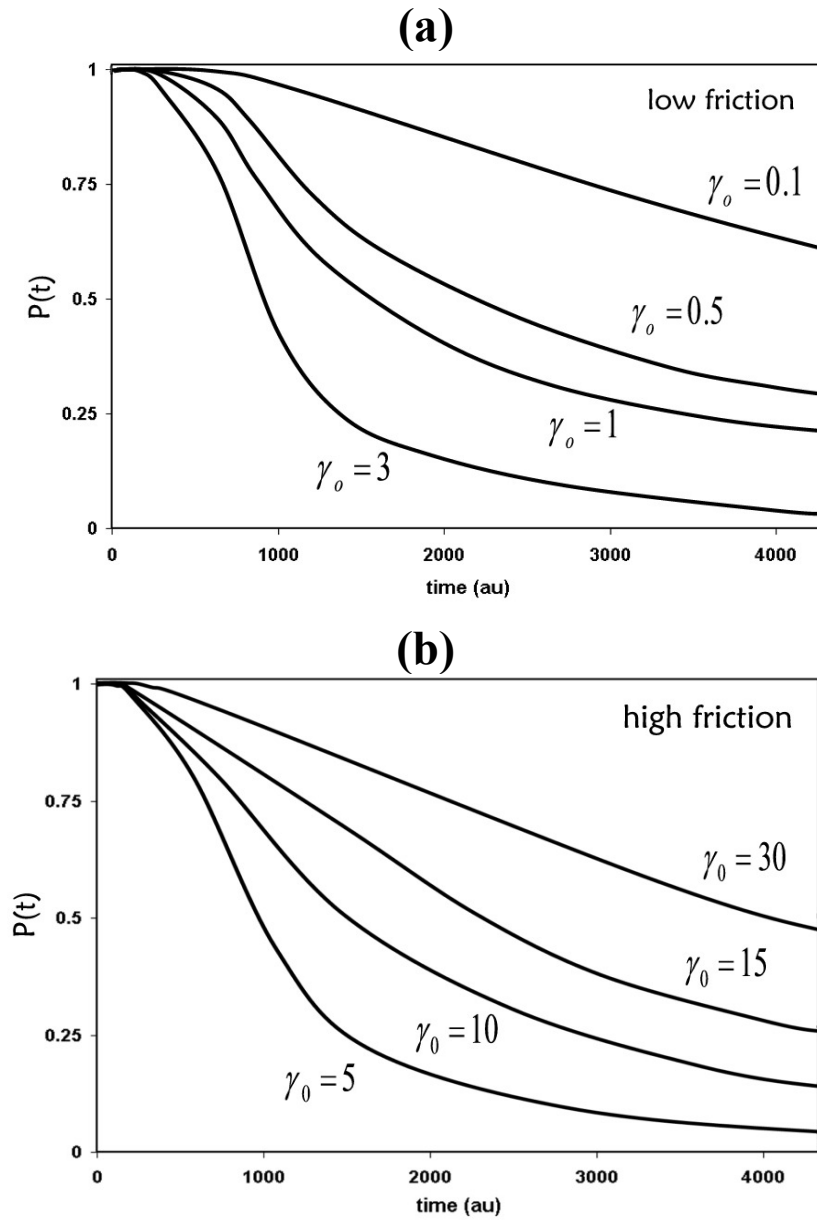 (a)
1
low friction
γₒ = 0.1
0.75
P(t)
0.5
γₒ = 0.5
0.25
γₒ = 1
γₒ = 3
0
0 1000 2000 3000 4000
time (au)
(b)
1
high friction
0.75
γ₀ = 30
P(t)
0.5
γ₀ = 15
0.25
γ₀ = 10
γ₀ = 5
0
0 1000 2000 3000 4000
time (au)